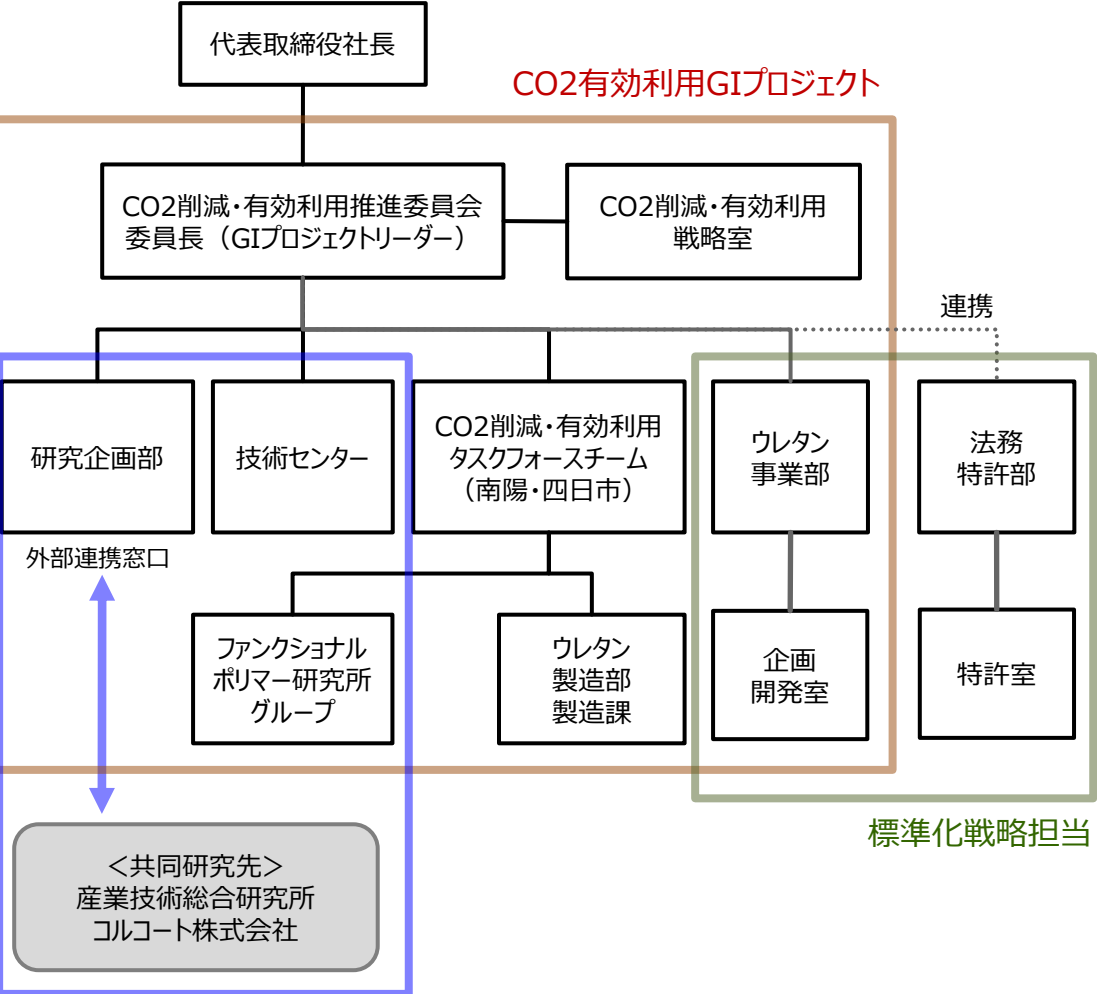 代表取締役社長
CO2有効利用GIプロジェクト
CO2削減・有効利用推進委員会
委員長（GIプロジェクトリーダー）
CO2削減・有効利用
戦略室
連携
研究企画部
技術センター
CO2削減・有効利用
タスクフォースチーム
（南陽・四日市）
ウレタン
事業部
法務
特許部
外部連携窓口
ファンクショナル
ポリマー研究所
グループ
ウレタン
製造部
製造課
企画
開発室
特許室
標準化戦略担当
＜共同研究先＞
産業技術総合研究所
コルコート株式会社